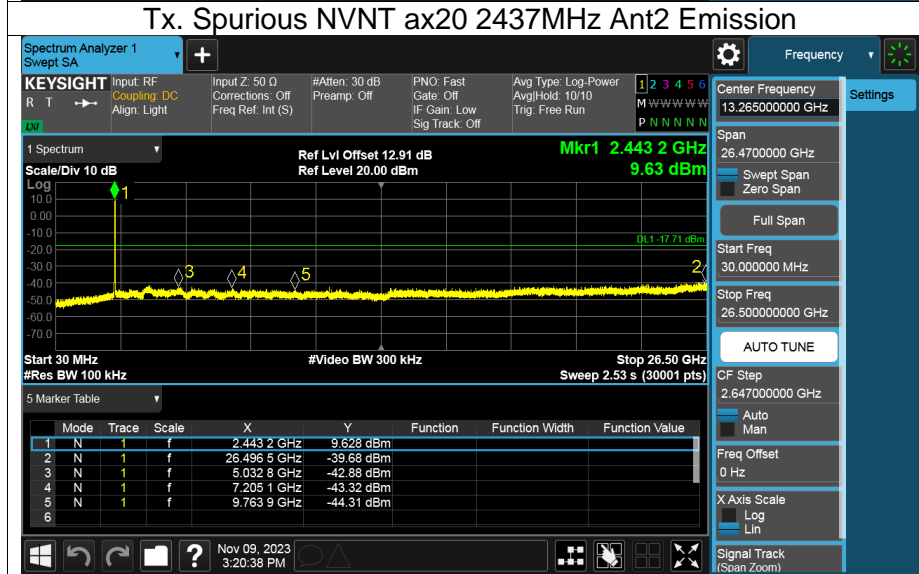 Tx. Spurious NVNT ax20 2437MHz Ant2 Emission
Spectrum Analyzer 1
Swept SA
+
Frequency
Settings
KEYSIGHT
R T
LXI
Input: RF
Coupling: DC
Align: Light
Input Z: 50 Ω
Corrections: Off
Freq Ref: Int (S)
#Atten: 30 dB
Preamp: Off
PNO: Fast
Gate: Off
IF Gain: Low
Sig Track: Off
Avg Type: Log-Power
Avg|Hold: 10/10
Trig: Free Run
1 2 3 4 5 6
M W W W W W
P N N N N N
1 Spectrum
Scale/Div 10 dB
Ref Lvl Offset 12.91 dB
Ref Level 20.00 dBm
Mkr1 2.443 2 GHz
9.63 dBm
Log
10.0
0.00
-10.0
-20.0
-30.0
-40.0
-50.0
-60.0
-70.0
1
3
4
5
2
DL1 -17.71 dBm
Start 30 MHz
#Res BW 100 kHz
#Video BW 300 kHz
Stop 26.50 GHz
Sweep 2.53 s (30001 pts)
5 Marker Table
Mode Trace Scale X Y Function Function Width Function Value
1 N 1 f 2.443 2 GHz 9.628 dBm
2 N 1 f 26.496 5 GHz -39.68 dBm
3 N 1 f 5.032 8 GHz -42.88 dBm
4 N 1 f 7.205 1 GHz -43.32 dBm
5 N 1 f 9.763 9 GHz -44.31 dBm
6
?
Nov 09, 2023
3:20:38 PM
Center Frequency
13.265000000 GHz
Span
26.4700000 GHz
Swept Span
Zero Span
Full Span
Start Freq
30.000000 MHz
Stop Freq
26.500000000 GHz
AUTO TUNE
CF Step
2.647000000 GHz
Auto
Man
Freq Offset
0 Hz
X Axis Scale
Log
Lin
Signal Track
(Span Zoom)